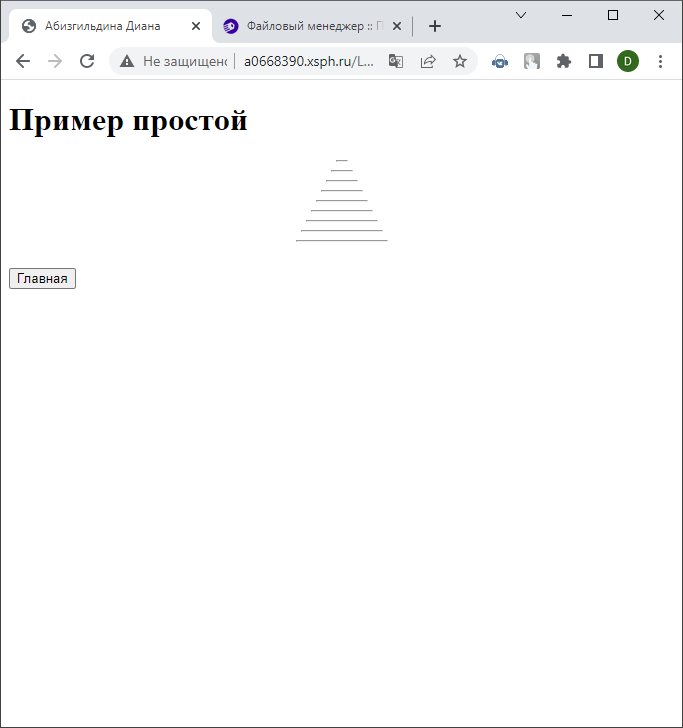 Абизгильдина Диана
Файловый менеджер :: П
Не защищено
a0668390.xsph.ru/L...
D
Пример простой
Главная